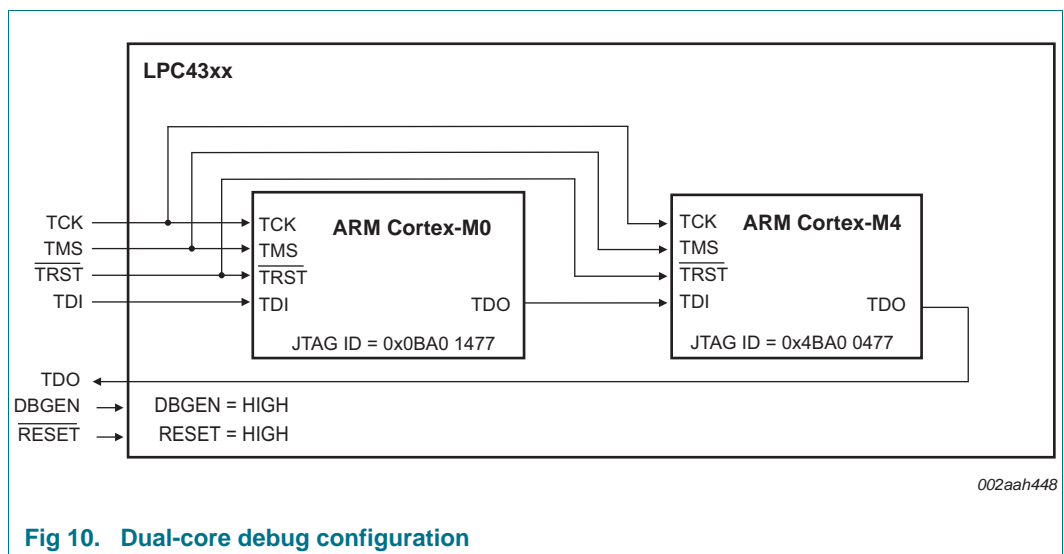 LPC43xx
TCK
TMS
TRST
TDI
TCK
TMS
TRST
TDI
ARM Cortex-M0
TDO
JTAG ID = 0x0BA0 1477
TCK
TMS
TRST
TDI
ARM Cortex-M4
TDO
JTAG ID = 0x4BA0 0477
TDO
DBGEN
RESET
DBGEN = HIGH
RESET = HIGH
002aah448
Fig 10. Dual-core debug configuration